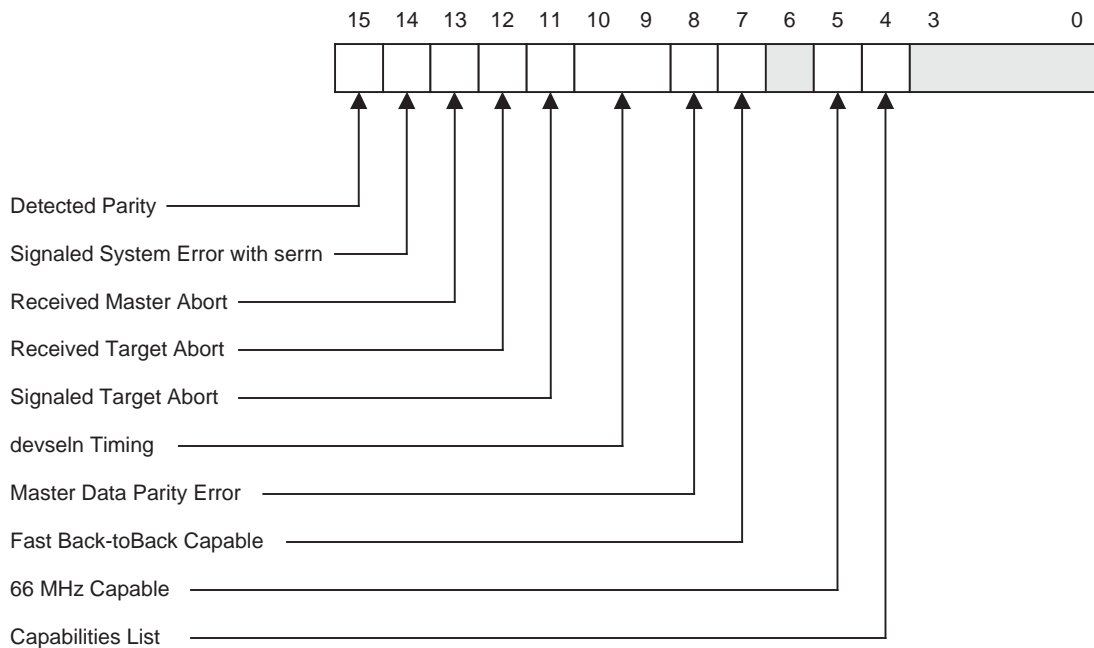 15 14 13 12 11 10 9 8 7 6 5 4 3 0
Detected Parity
Signaled System Error with serrn
Received Master Abort
Received Target Abort
Signaled Target Abort
devseln Timing
Master Data Parity Error
Fast Back-toBack Capable
66 MHz Capable
Capabilities List